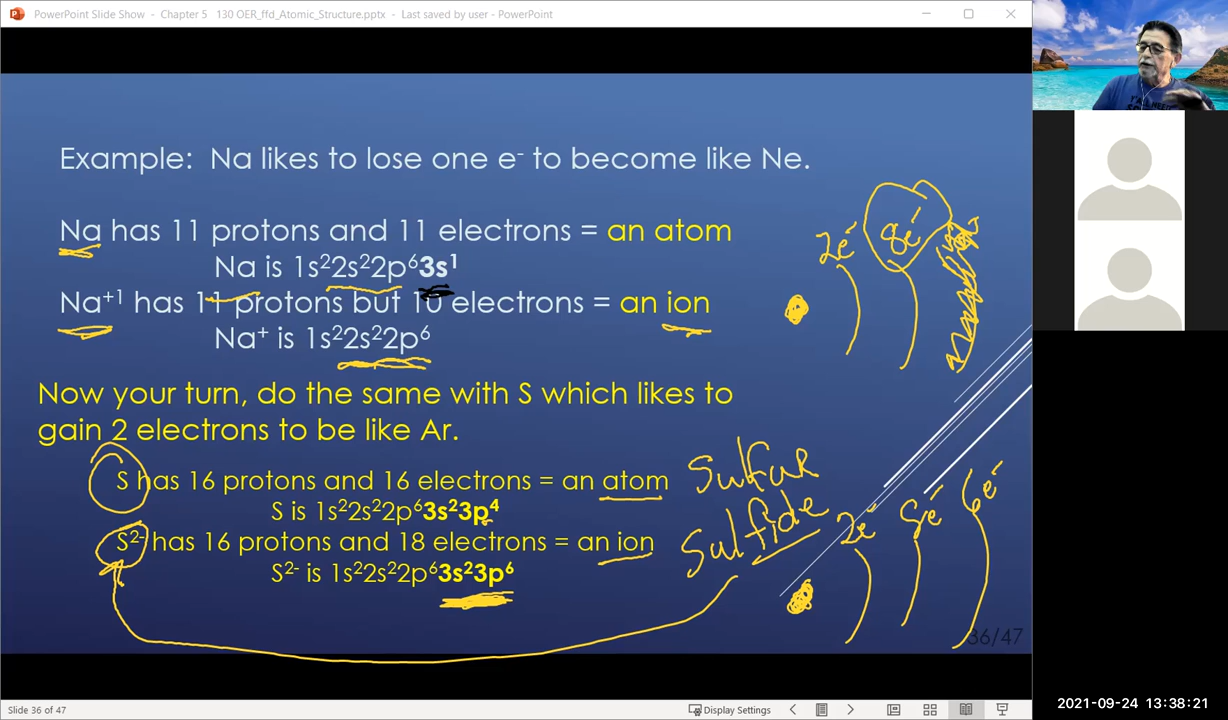 PowerPoint Slide Show - Chapter 5 130 OER_ffd_Atomic_Structure.pptx - Last saved by user - PowerPoint
Example: Na likes to lose one e⁻ to become like Ne.
Na has 11 protons and 11 electrons = an atom
Na is 1s²2s²2p⁶3s¹
Na⁺¹ has 11 protons but 10 electrons = an ion
Na⁺ is 1s²2s²2p⁶
2e⁻ 8e⁻
Now your turn, do the same with S which likes to
gain 2 electrons to be like Ar.
S has 16 protons and 16 electrons = an atom
Sulfur
S is 1s²2s²2p⁶3s²3p⁴
S²⁻ has 16 protons and 18 electrons = an ion
Sulfide
2e⁻ 8e⁻ 6e⁻
S²⁻ is 1s²2s²2p⁶3s²3p⁶
36/47
Slide 36 of 47
Display Settings
2021-09-24 13:38:21